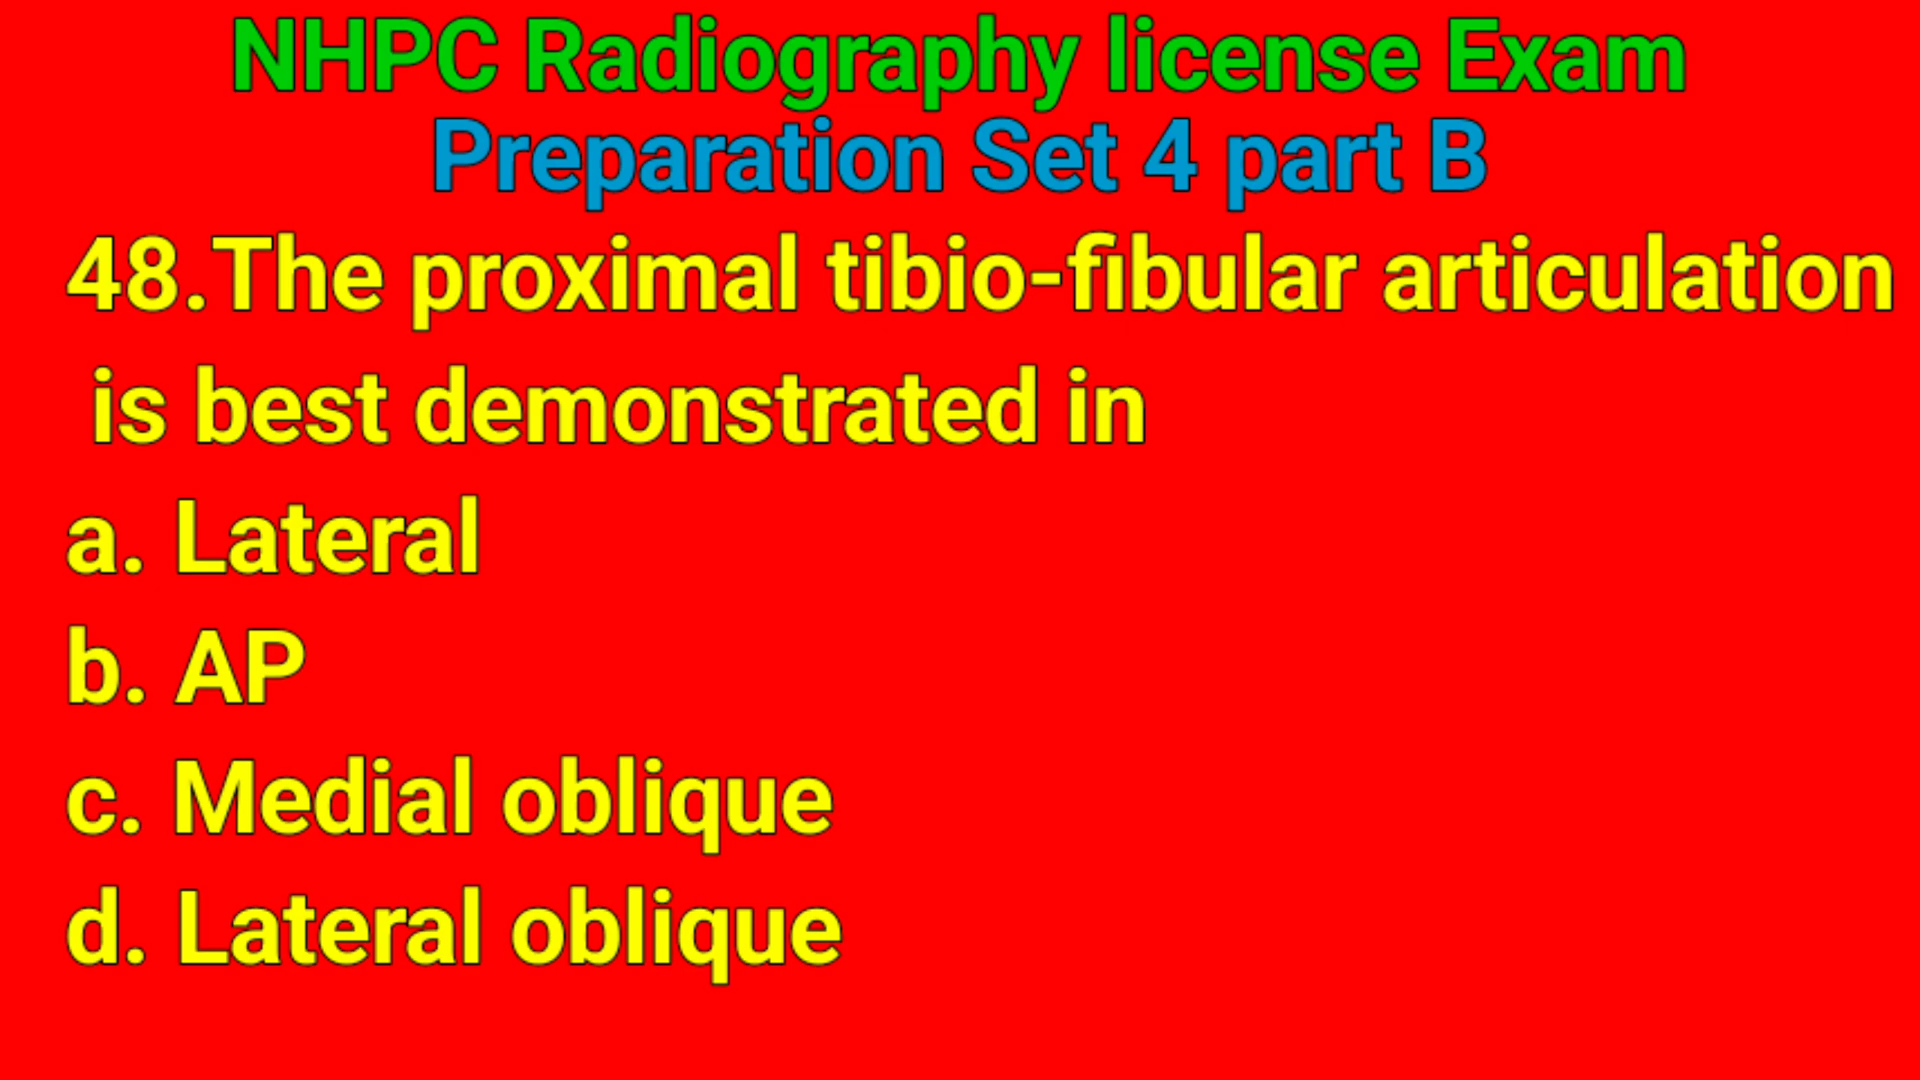 NHPC Radiography license Exam
Preparation Set 4 part B
48.The proximal tibio-fibular articulation
is best demonstrated in
a. Lateral
b. AP
c. Medial oblique
d. Lateral oblique